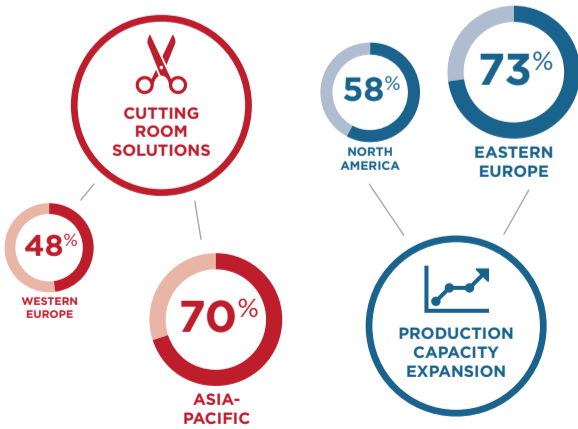 CUTTING
ROOM
SOLUTIONS
48%
WESTERN
EUROPE
70%
ASIA-
PACIFIC
58%
NORTH
AMERICA
73%
EASTERN
EUROPE
PRODUCTION
CAPACITY
EXPANSION